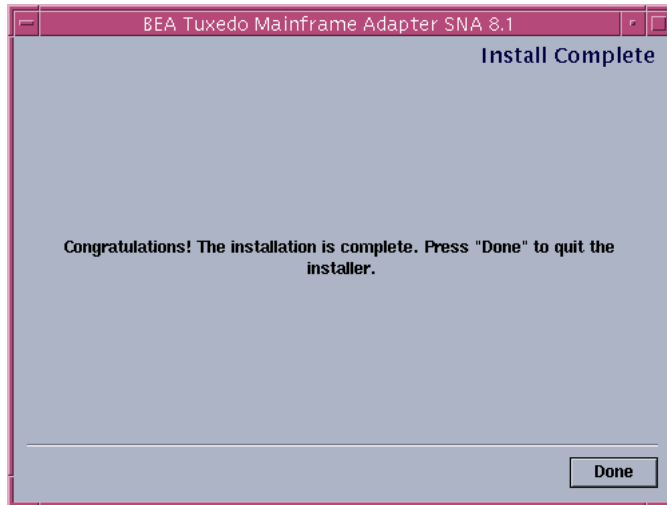 BEA Tuxedo Mainframe Adapter SNA 8.1
Install Complete
Congratulations! The installation is complete. Press "Done" to quit the
installer.
Done